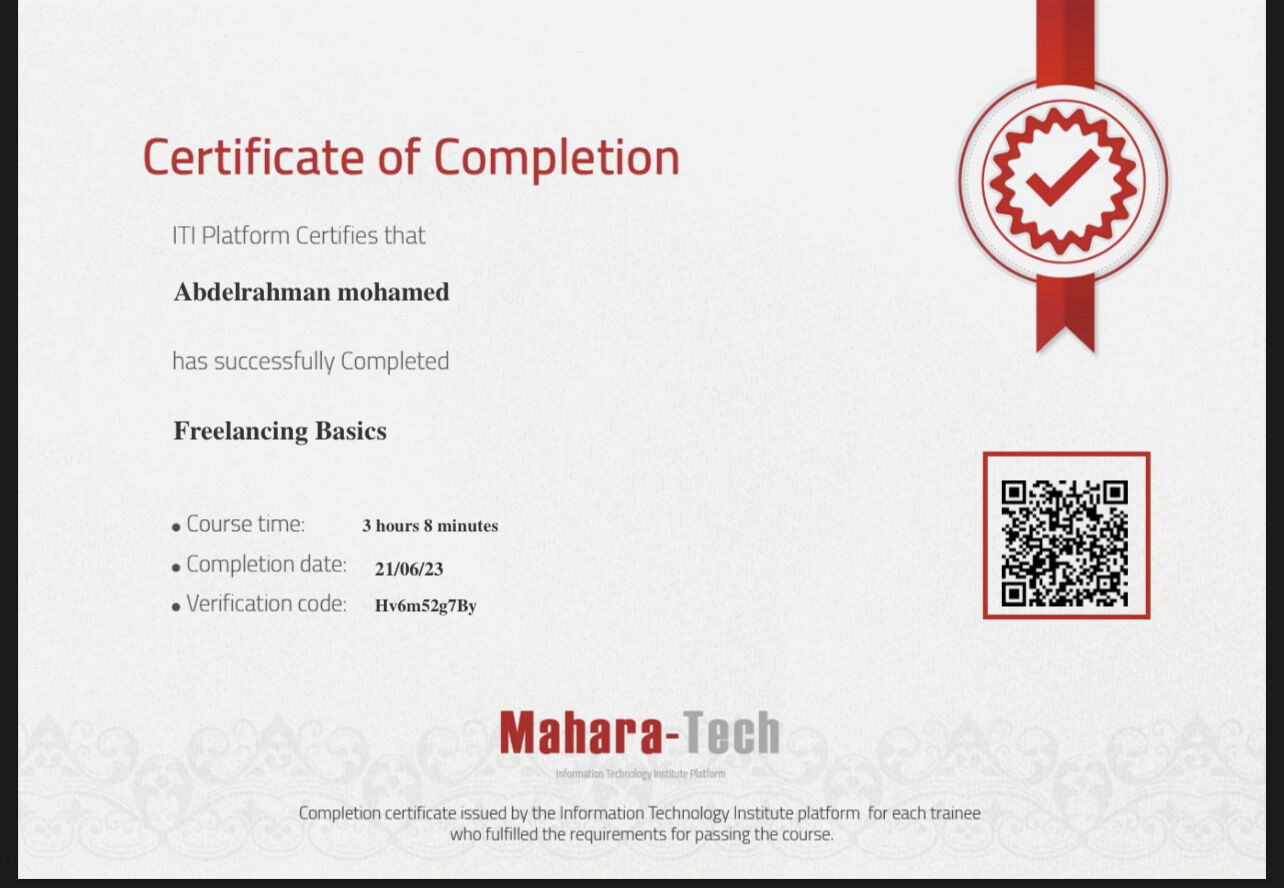 Certificate of Completion
ITI Platform Certifies that
Abdelrahman mohamed
has successfully Completed
Freelancing Basics
• Course time: 3 hours 8 minutes
• Completion date: 21/06/23
• Verification code: Hv6m52g7By
Mahara-Tech
Information Technology Institute Platform
Completion certificate issued by the Information Technology Institute platform for each trainee
who fulfilled the requirements for passing the course.